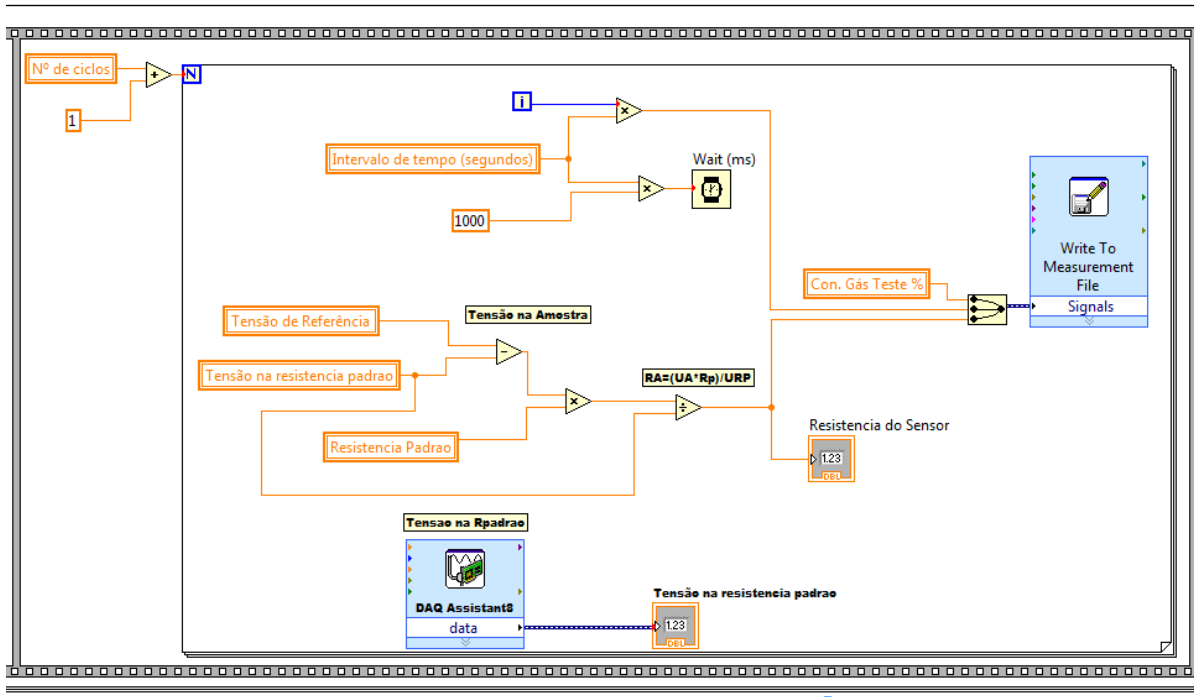 Nº de ciclos
+
N
1
i
×
Intervalo de tempo (segundos)
×
Wait (ms)
1000
Write To
Measurement
File
Signals
Con. Gás Teste %
Tensão na Amostra
Tensão de Referência
−
Tensão na resistencia padrao
RA=(UA*Rp)/URP
×
÷
Resistencia Padrao
Resistencia do Sensor
1.23
DBL
Tensao na Rpadrao
DAQ Assistant8
data
Tensão na resistencia padrao
1.23
DBL